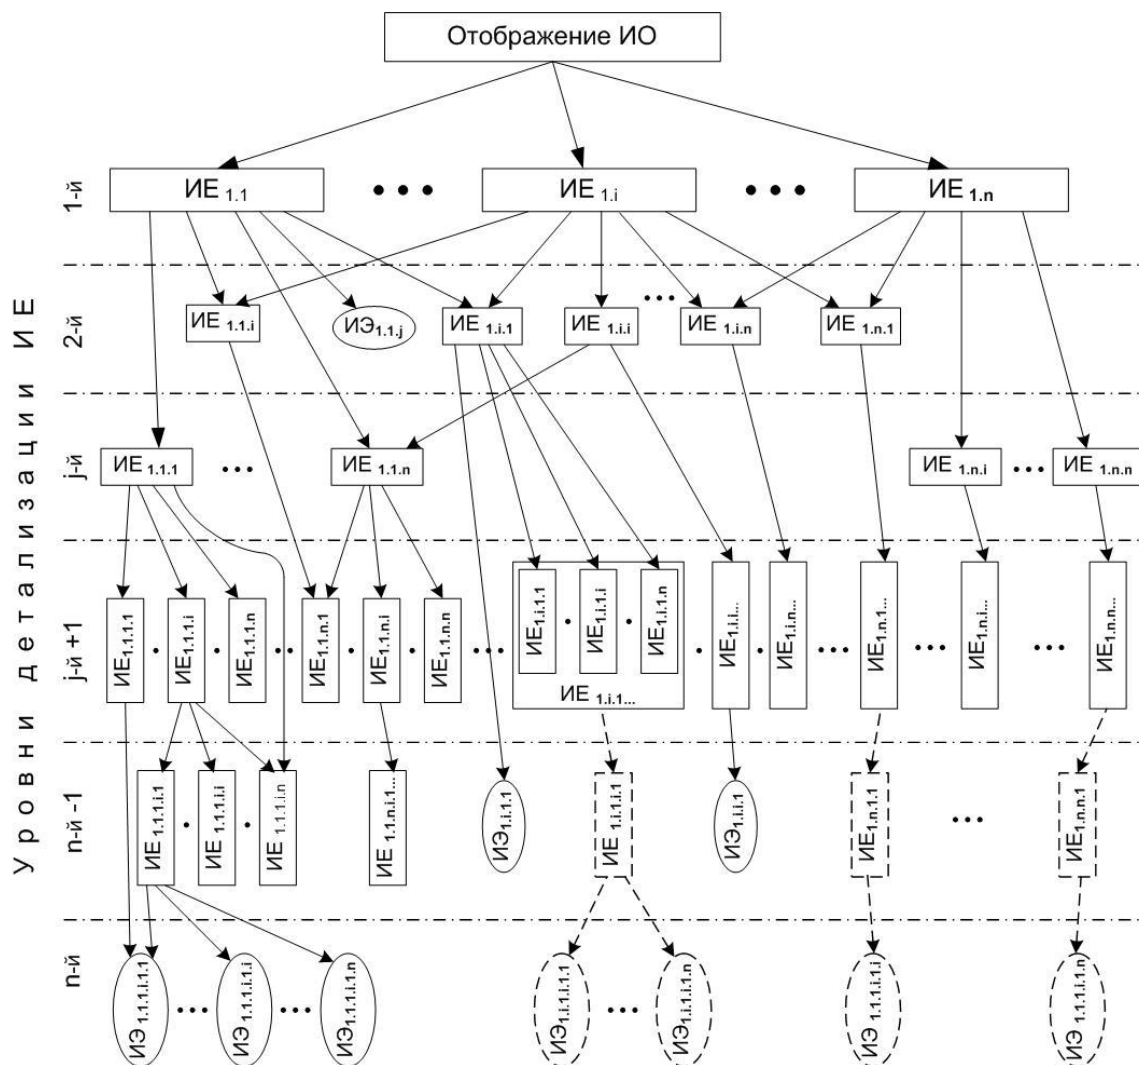 Отображение ИО
Уровни детализации ИЕ
1-й
ИЕ 1.1
• • •
ИЕ 1.i
• • •
ИЕ 1.n
2-й
ИЕ 1.1.i
ИЭ1.1.j
ИЕ 1.i.1
ИЕ 1.i.i
•••
ИЕ 1.i.n
ИЕ 1.n.1
j-й
ИЕ 1.1.1
•••
ИЕ 1.1.n
ИЕ 1.n.i
•••
ИЕ 1.n.n
j-й +1
ИЕ1.1.1.1
ИЕ1.1.1.i
ИЕ1.1.1.n
•••
ИЕ1.1.n.1
ИЕ1.1.n.i
ИЕ1.1.n.n
•••
ИЕ1.i.1.1
ИЕ1.i.1.i
ИЕ1.i.1.n
ИЕ 1.i.1...
ИЕ1.i.i...
ИЕ1.i.n...
•••
ИЕ1.n.1...
•••
ИЕ1.n.i...
•••
ИЕ1.n.n...
n-й -1
ИЕ 1.1.1.i.1
ИЕ 1.1.1.i.i
ИЕ 1.1.1.i.n
ИЕ 1.1.n.i.1...
ИЭ1.i.1.1
ИЕ 1.i.1.i.1
ИЭ1.i.i.1
ИЕ1.n.1.1
•••
ИЕ1.n.n.1
n-й
ИЭ 1.1.1.i.1.1
•••
ИЭ 1.1.1.i.i
•••
ИЭ1.1.1.i.1.n
ИЭ1.i.1.i.1.1
•••
ИЭ1.i.1.i.1.n
ИЭ 1.1.1.i.i
ИЭ 1.1.1.i.1.n